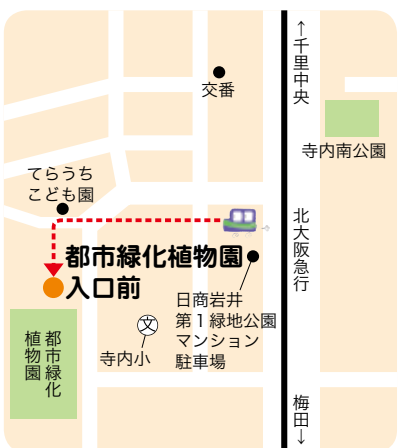 ↑千里中央
交番
寺内南公園
てらうち
こども園
北大阪急行
都市緑化植物園
入口前
日商岩井
第1緑地公園
マンション
駐車場
文
寺内小
都市緑化
植物園
梅田↓